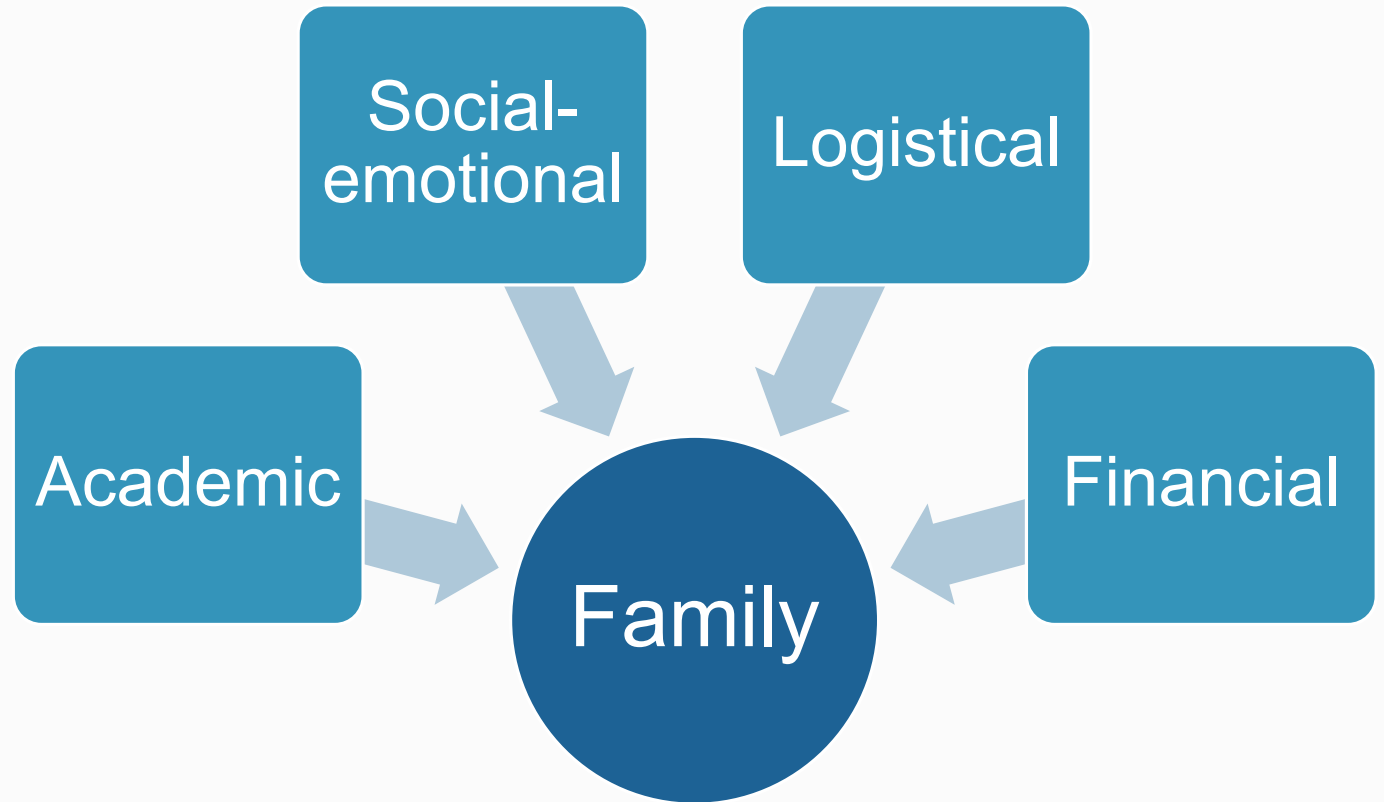 Social-
emotional
Logistical
Academic
Financial
Family